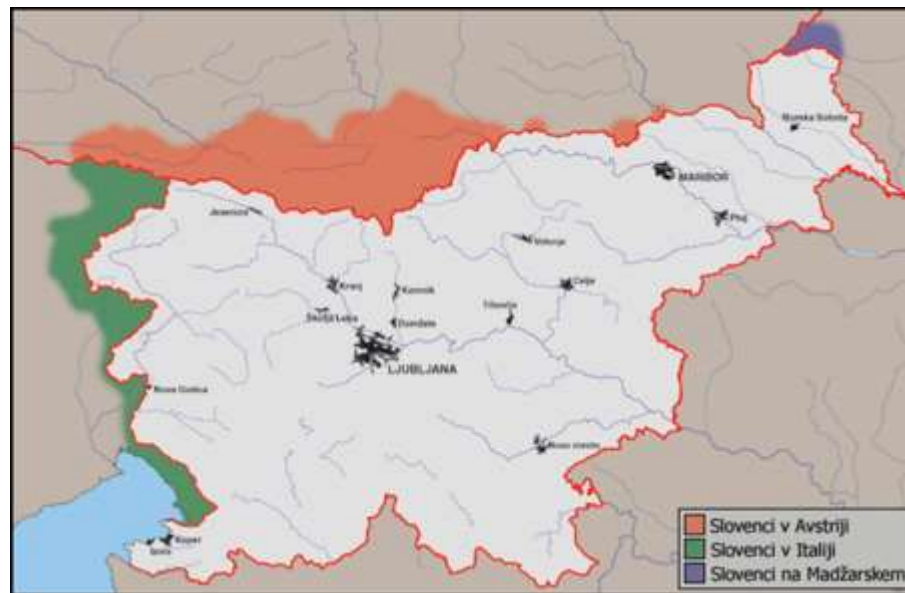 Murska Sobota
MARIBOR
Ptuj
Jesenice
Velenje
Celje
Kranj
Kamnik
Škofja Loka
Trbovlje
Domžale
LJUBLJANA
Nova Gorica
Novo mesto
Koper
Izola
Slovenci v Avstriji
Slovenci v Italiji
Slovenci na Madžarskem